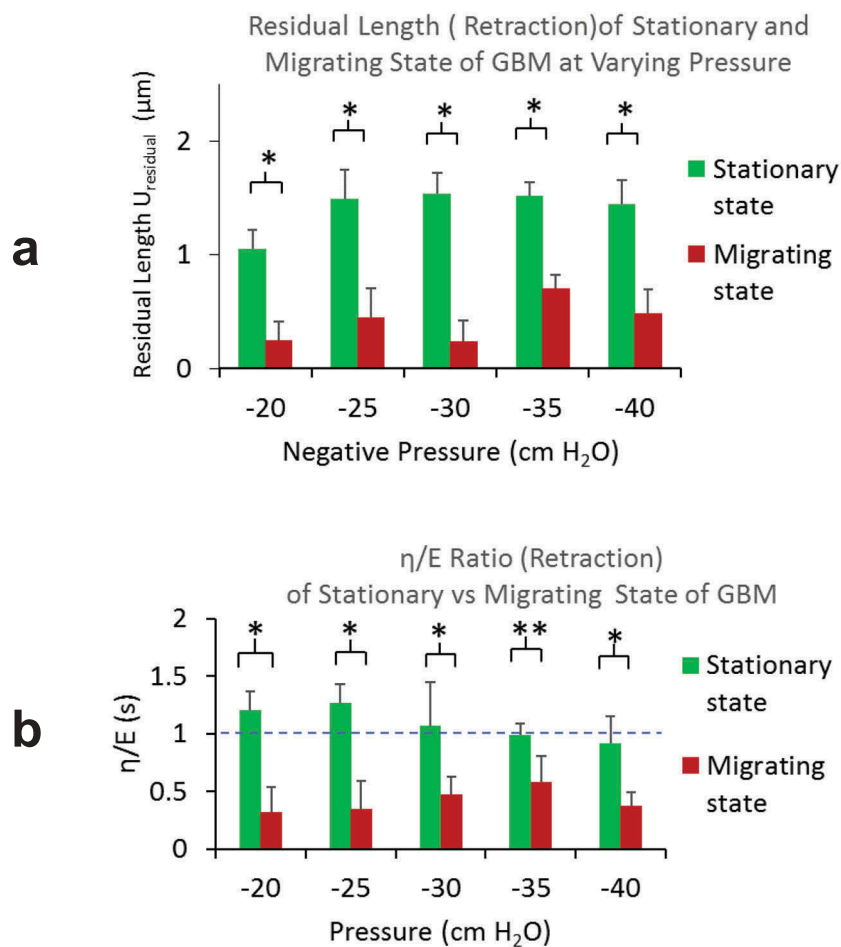 a
Residual Length ( Retraction)of Stationary and
Migrating State of GBM at Varying Pressure
Residual Length Uresidual (μm)
2
1
0
*
*
*
*
*
-20 -25 -30 -35 -40
Negative Pressure (cm H₂O)
Stationary
state
Migrating
state
b
η/E Ratio (Retraction)
of Stationary vs Migrating State of GBM
η/E (s)
2
1.5
1
0.5
0
*
*
*
**
*
-20 -25 -30 -35 -40
Pressure (cm H₂O)
Stationary
state
Migrating
state